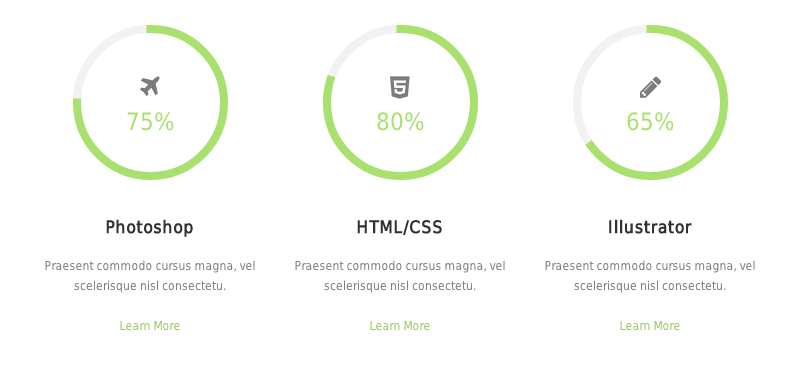 75%
80%
65%
Photoshop
HTML/CSS
Illustrator
Praesent commodo cursus magna, vel
scelerisque nisl consectetu.
Praesent commodo cursus magna, vel
scelerisque nisl consectetu.
Praesent commodo cursus magna, vel
scelerisque nisl consectetu.
Learn More
Learn More
Learn More